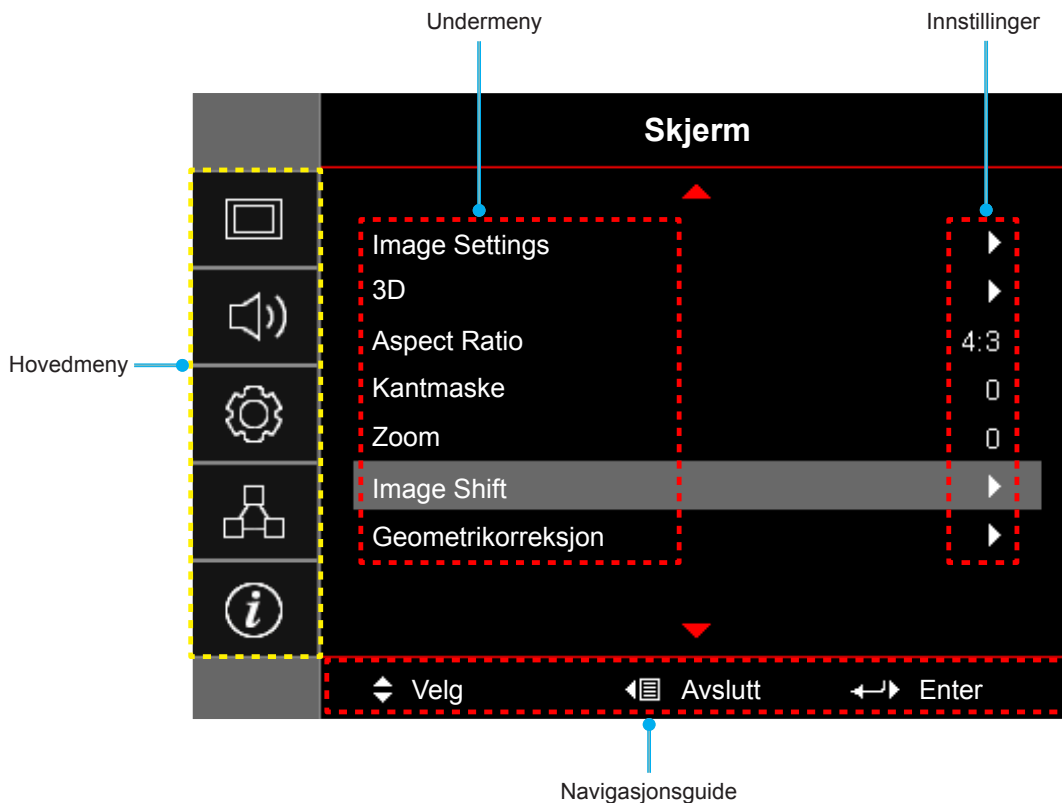 Undermeny
Innstillinger
Skjerm
Hovedmeny
Image Settings
3D
Aspect Ratio 4:3
Kantmaske 0
Zoom 0
Image Shift
Geometrikorreksjon
Velg Avslutt Enter
Navigasjonsguide